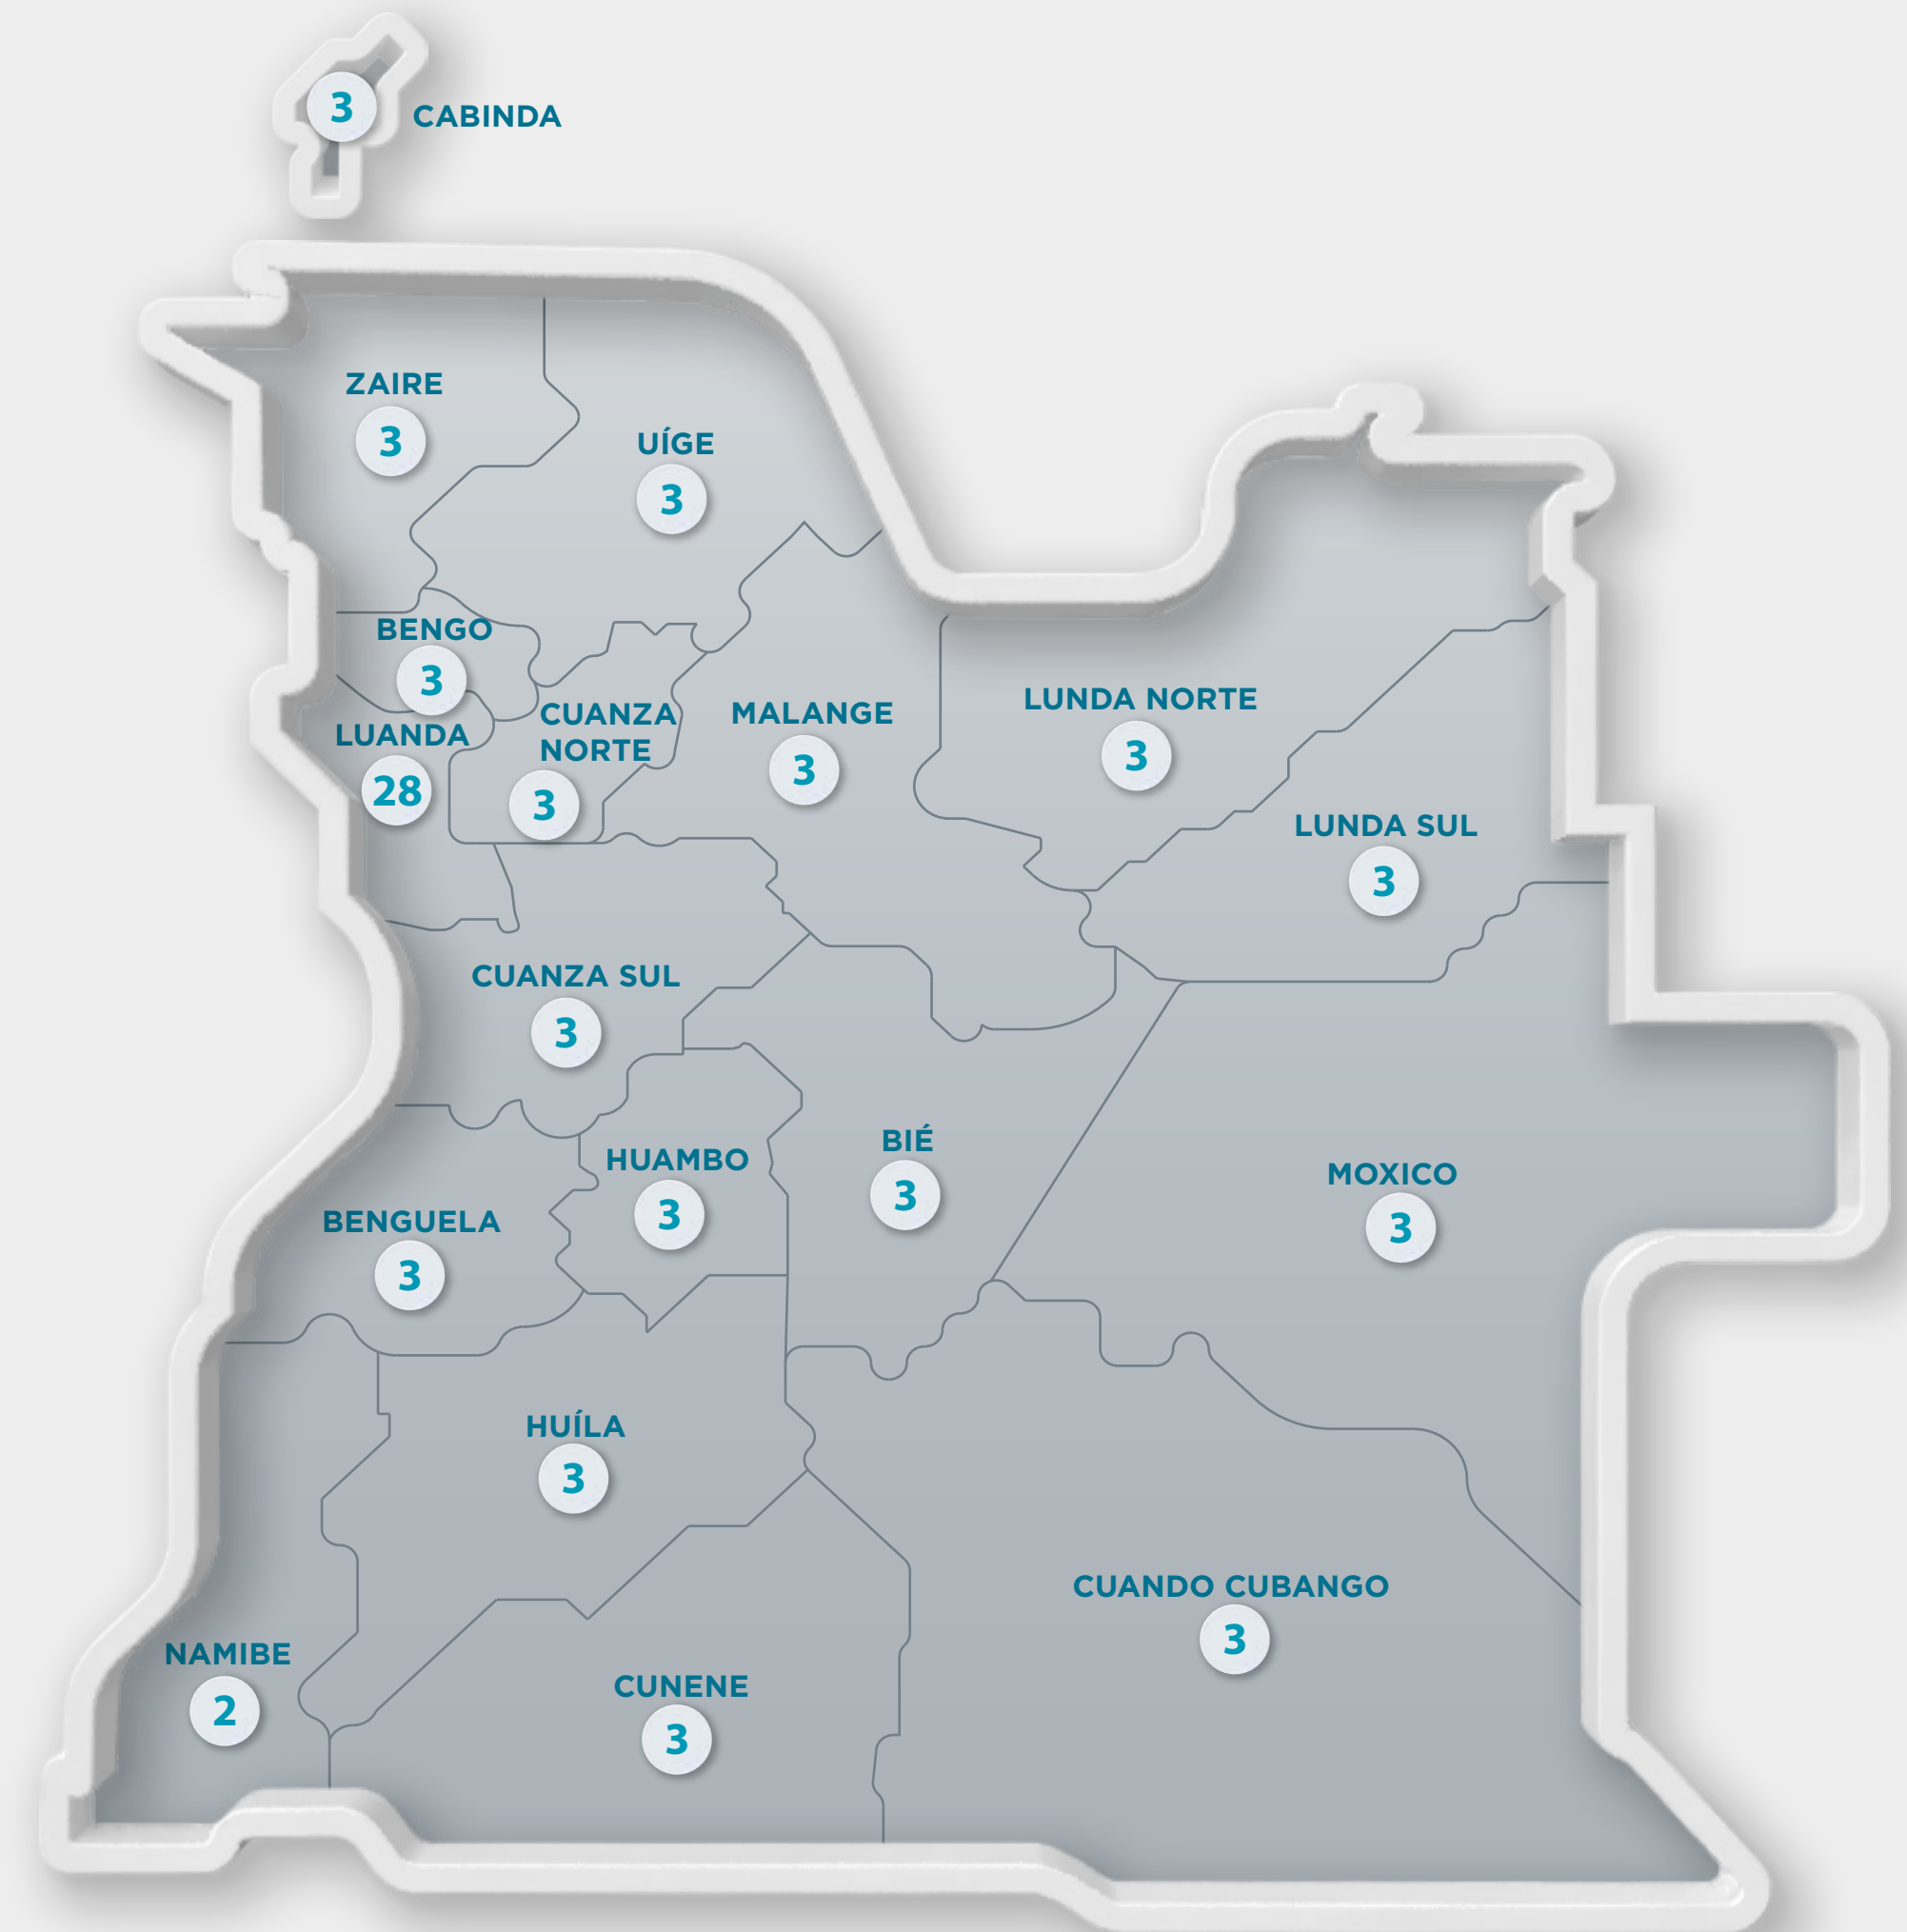 3
CABINDA
ZAIRE
3
UÍGE
3
BENGO
3
LUANDA
28
CUANZA
NORTE
3
MALANGE
3
LUNDA NORTE
3
LUNDA SUL
3
CUANZA SUL
3
HUAMBO
3
BIÉ
3
MOXICO
3
BENGUELA
3
HUÍLA
3
CUANDO CUBANGO
3
NAMIBE
2
CUNENE
3